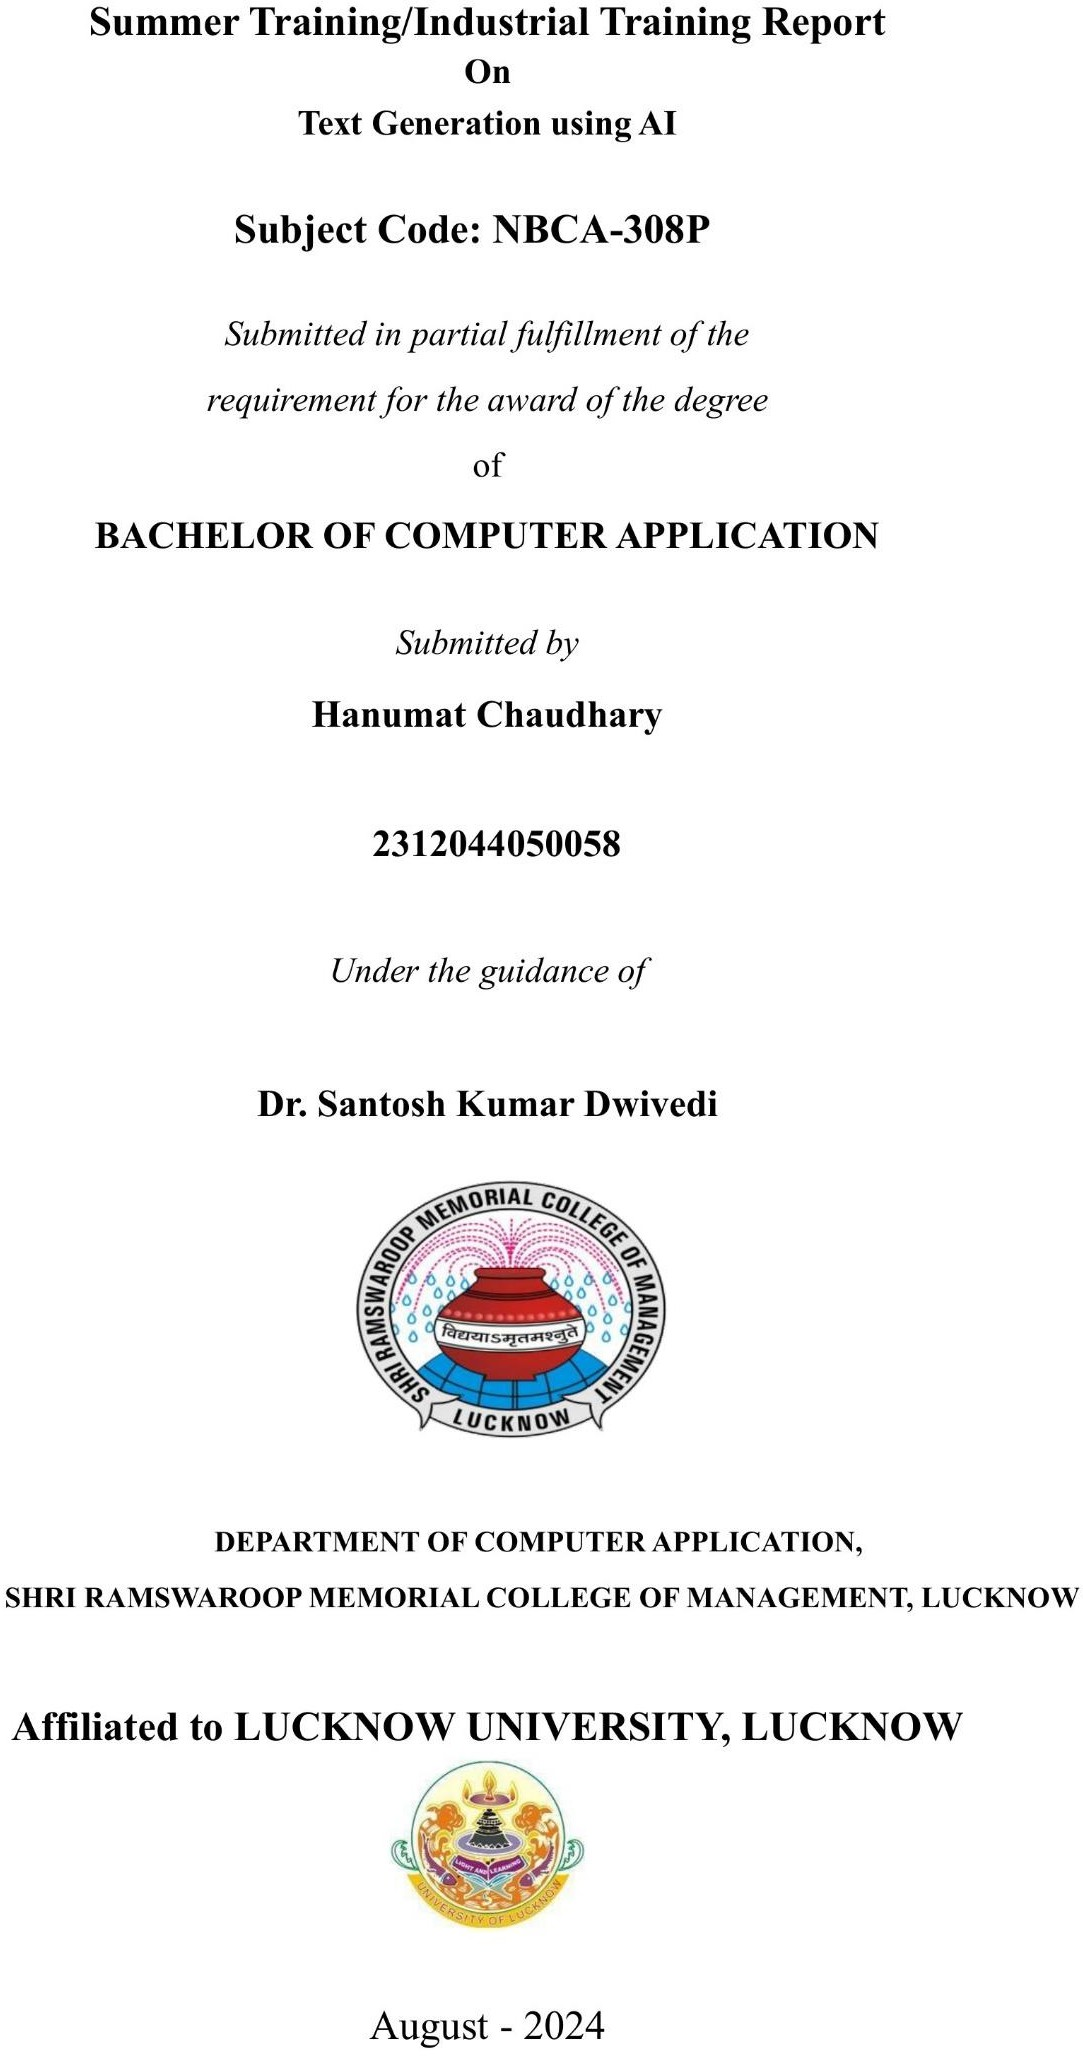 Summer Training/Industrial Training Report
On
Text Generation using AI
Subject Code: NBCA-308P
Submitted in partial fulfillment of the
requirement for the award of the degree
of
BACHELOR OF COMPUTER APPLICATION
Submitted by
Hanumat Chaudhary
2312044050058
Under the guidance of
Dr. Santosh Kumar Dwivedi
SHRI RAMSWAROOP MEMORIAL COLLEGE OF MANAGEMENT
विद्ययाऽमृतमश्नुते
LUCKNOW
DEPARTMENT OF COMPUTER APPLICATION,
SHRI RAMSWAROOP MEMORIAL COLLEGE OF MANAGEMENT, LUCKNOW
Affiliated to LUCKNOW UNIVERSITY, LUCKNOW
LIGHT AND LEARNING
UNIVERSITY OF LUCKNOW
August - 2024